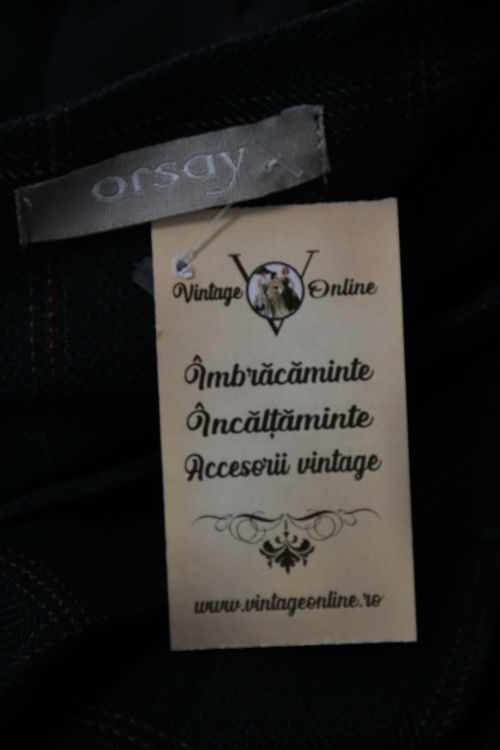 orsay
Vintage Online
Îmbrăcăminte
Încălțăminte
Accesorii vintage
www.vintageonline.ro